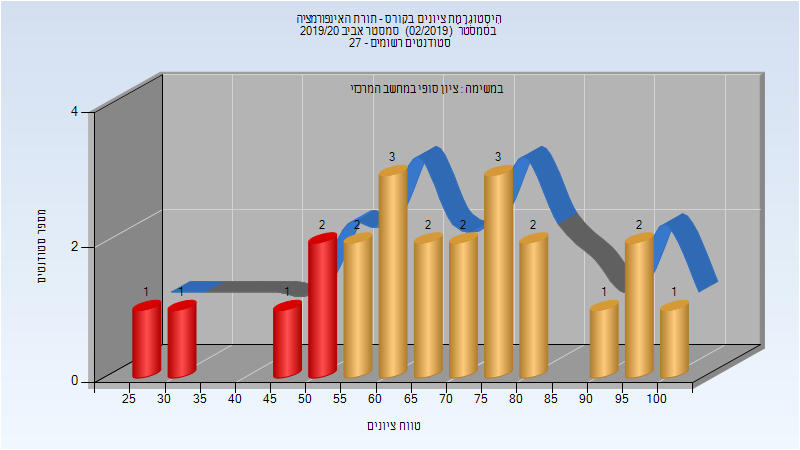 היסטוגרמת ציונים בקורס - תורת האינפורמציה
בסמסטר (02/2019) סמסטר אביב 2019/20
סטודנטים רשומים - 27
במשימה : ציון סופי במחשב המרכזי
מספר סטודנטים
4
2
0
1
1
1
2
2
3
2
2
3
2
1
2
1
25 30 35 40 45 50 55 60 65 70 75 80 85 90 95 100
טווח ציונים